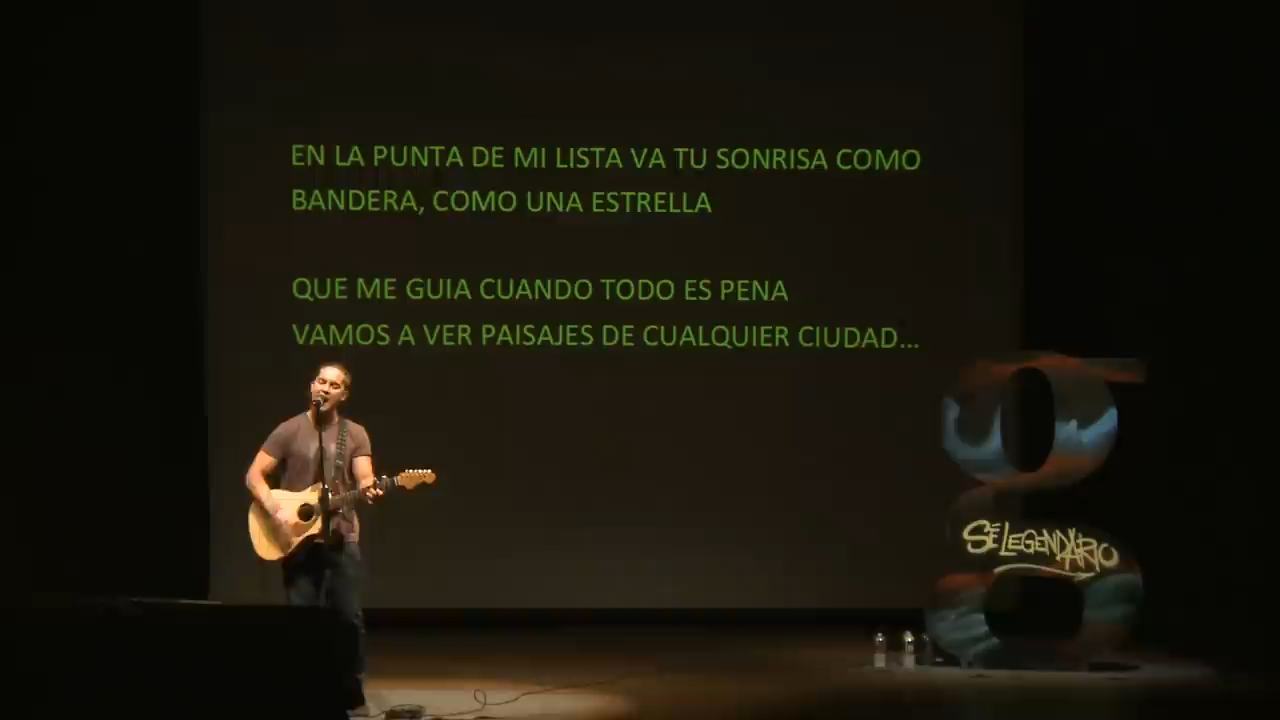 EN LA PUNTA DE MI LISTA VA TU SONRISA COMO
BANDERA, COMO UNA ESTRELLA
QUE ME GUIA CUANDO TODO ES PENA
VAMOS A VER PAISAJES DE CUALQUIER CIUDAD...
g
SÉ LEGENDARIO